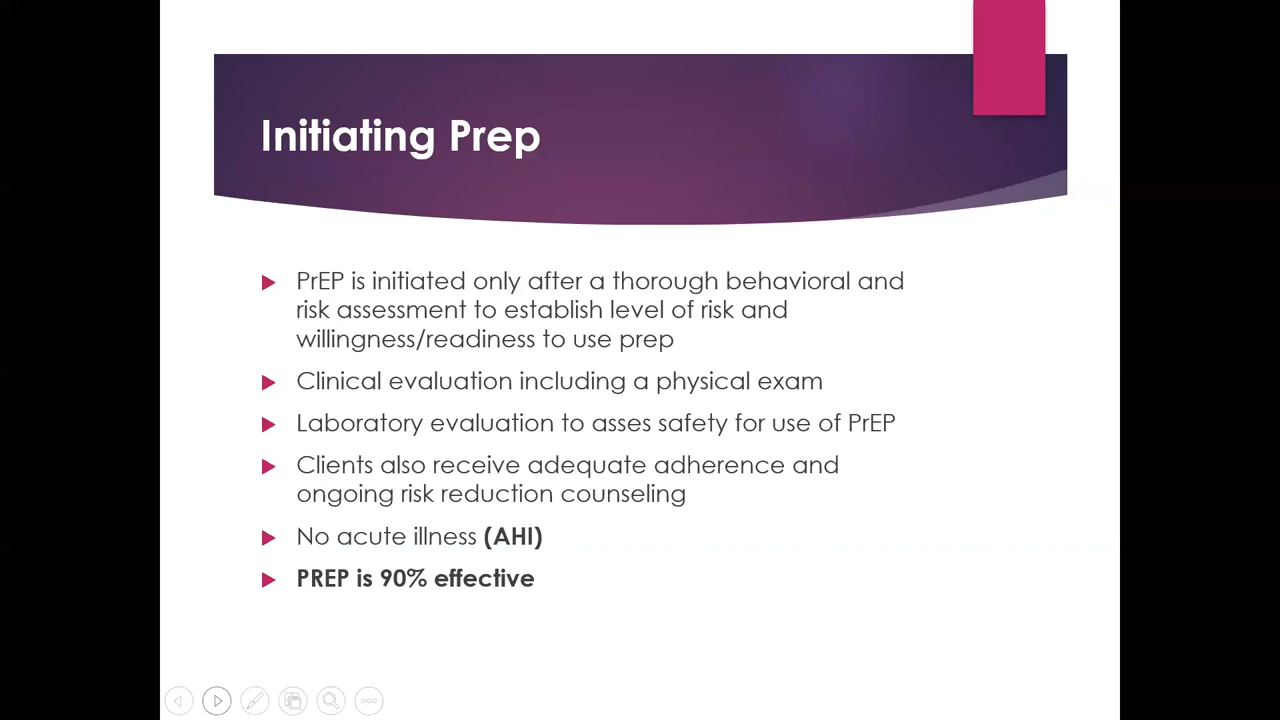 Initiating Prep
PrEP is initiated only after a thorough behavioral and
risk assessment to establish level of risk and
willingness/readiness to use prep
Clinical evaluation including a physical exam
Laboratory evaluation to asses safety for use of PrEP
Clients also receive adequate adherence and
ongoing risk reduction counseling
No acute illness (AHI)
PREP is 90% effective